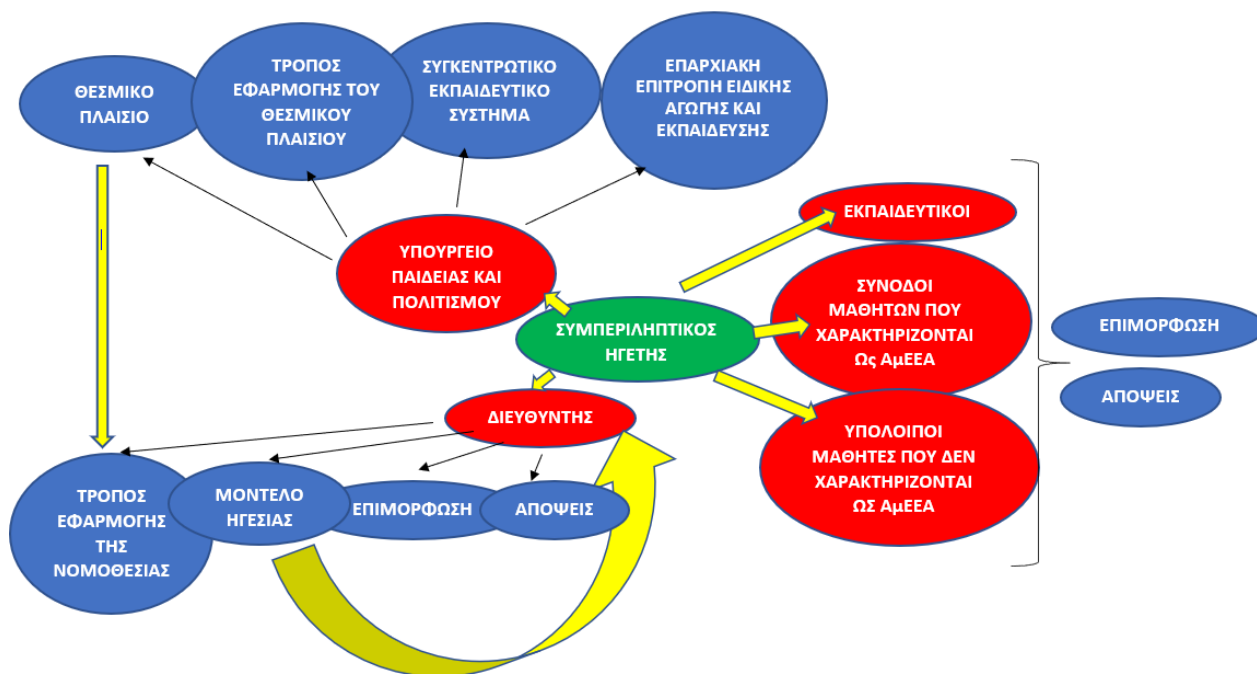 ΘΕΣΜΙΚΟ
ΠΛΑΙΣΙΟ
ΤΡΟΠΟΣ
ΕΦΑΡΜΟΓΗΣ ΤΟΥ
ΘΕΣΜΙΚΟΥ
ΠΛΑΙΣΙΟΥ
ΣΥΓΚΕΝΤΡΩΤΙΚΟ
ΕΚΠΑΙΔΕΥΤΙΚΟ
ΣΥΣΤΗΜΑ
ΕΠΑΡΧΙΑΚΗ
ΕΠΙΤΡΟΠΗ ΕΙΔΙΚΗΣ
ΑΓΩΓΗΣ ΚΑΙ
ΕΚΠΑΙΔΕΥΣΗΣ
ΥΠΟΥΡΓΕΙΟ
ΠΑΙΔΕΙΑΣ ΚΑΙ
ΠΟΛΙΤΙΣΜΟΥ
ΕΚΠΑΙΔΕΥΤΙΚΟΙ
ΣΥΝΟΔΟΙ
ΜΑΘΗΤΩΝ ΠΟΥ
ΧΑΡΑΚΤΗΡΙΖΟΝΤΑΙ
Ως ΑμΕΕΑ
ΣΥΜΠΕΡΙΛΗΠΤΙΚΟΣ
ΗΓΕΤΗΣ
ΕΠΙΜΟΡΦΩΣΗ
ΑΠΟΨΕΙΣ
ΔΙΕΥΘΥΝΤΗΣ
ΥΠΟΛΟΙΠΟΙ
ΜΑΘΗΤΕΣ ΠΟΥ ΔΕΝ
ΧΑΡΑΚΤΗΡΙΖΟΝΤΑΙ
ΩΣ ΑμΕΕΑ
ΤΡΟΠΟΣ
ΕΦΑΡΜΟΓΗΣ
ΤΗΣ
ΝΟΜΟΘΕΣΙΑΣ
ΜΟΝΤΕΛΟ
ΗΓΕΣΙΑΣ
ΕΠΙΜΟΡΦΩΣΗ
ΑΠΟΨΕΙΣ